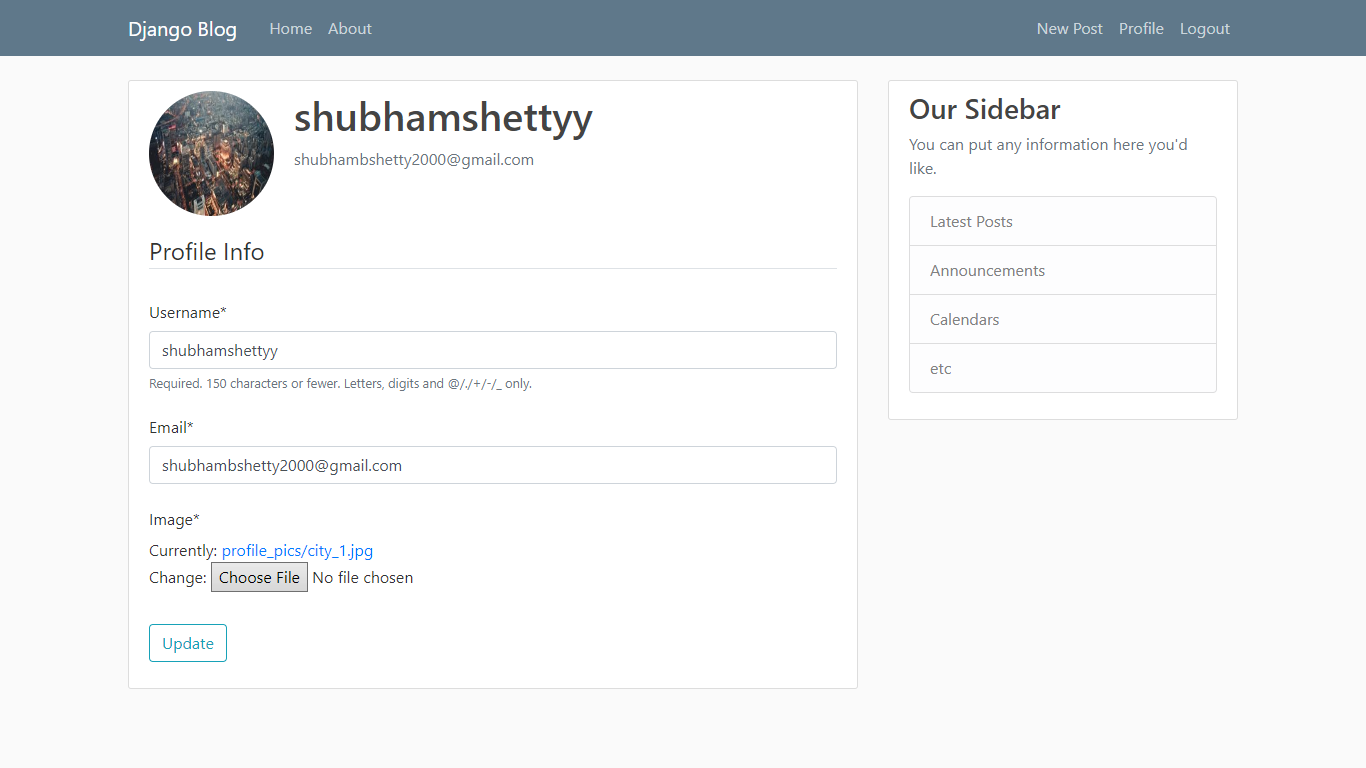 Django Blog Home About New Post Profile Logout
shubhamshettyy
shubhambshetty2000@gmail.com
Profile Info
Username*
shubhamshettyy
Required. 150 characters or fewer. Letters, digits and @/./+/-/_ only.
Email*
shubhambshetty2000@gmail.com
Image*
Currently: profile_pics/city_1.jpg
Change: Choose File No file chosen
Update
Our Sidebar
You can put any information here you'd
like.
Latest Posts
Announcements
Calendars
etc